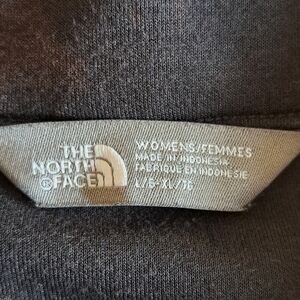 THE
NORTH
FACE
WOMENS/FEMMES
MADE IN INDONESIA
FABRIQUÉ EN INDONESIE
L/G-XL/TG